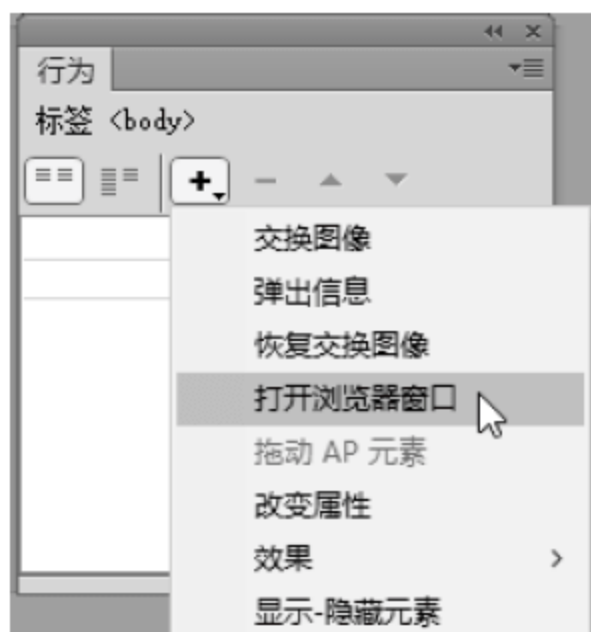 行为
标签 <body>
交换图像
弹出信息
恢复交换图像
打开浏览器窗口
拖动 AP 元素
改变属性
效果
显示-隐藏元素